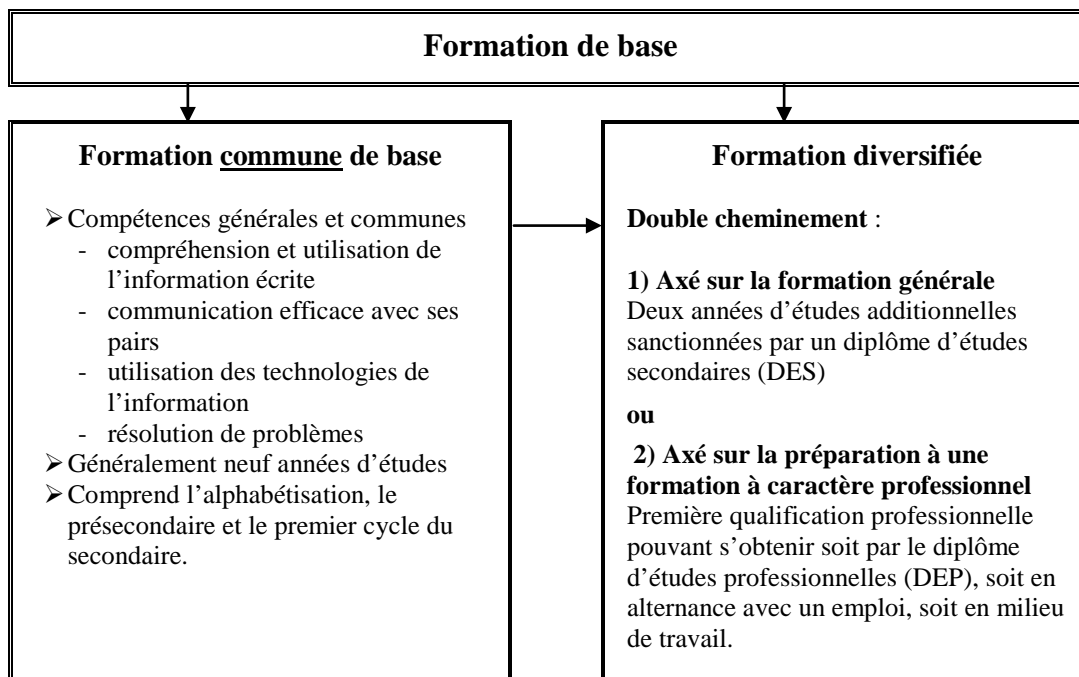 Formation de base
Formation commune de base
➢ Compétences générales et communes
- compréhension et utilisation de
l’information écrite
- communication efficace avec ses
pairs
- utilisation des technologies de
l’information
- résolution de problèmes
➢ Généralement neuf années d’études
➢ Comprend l’alphabétisation, le
présecondaire et le premier cycle du
secondaire.
Formation diversifiée
Double cheminement :
1) Axé sur la formation générale
Deux années d’études additionnelles
sanctionnées par un diplôme d’études
secondaires (DES)
ou
2) Axé sur la préparation à une
formation à caractère professionnel
Première qualification professionnelle
pouvant s’obtenir soit par le diplôme
d’études professionnelles (DEP), soit en
alternance avec un emploi, soit en milieu
de travail.